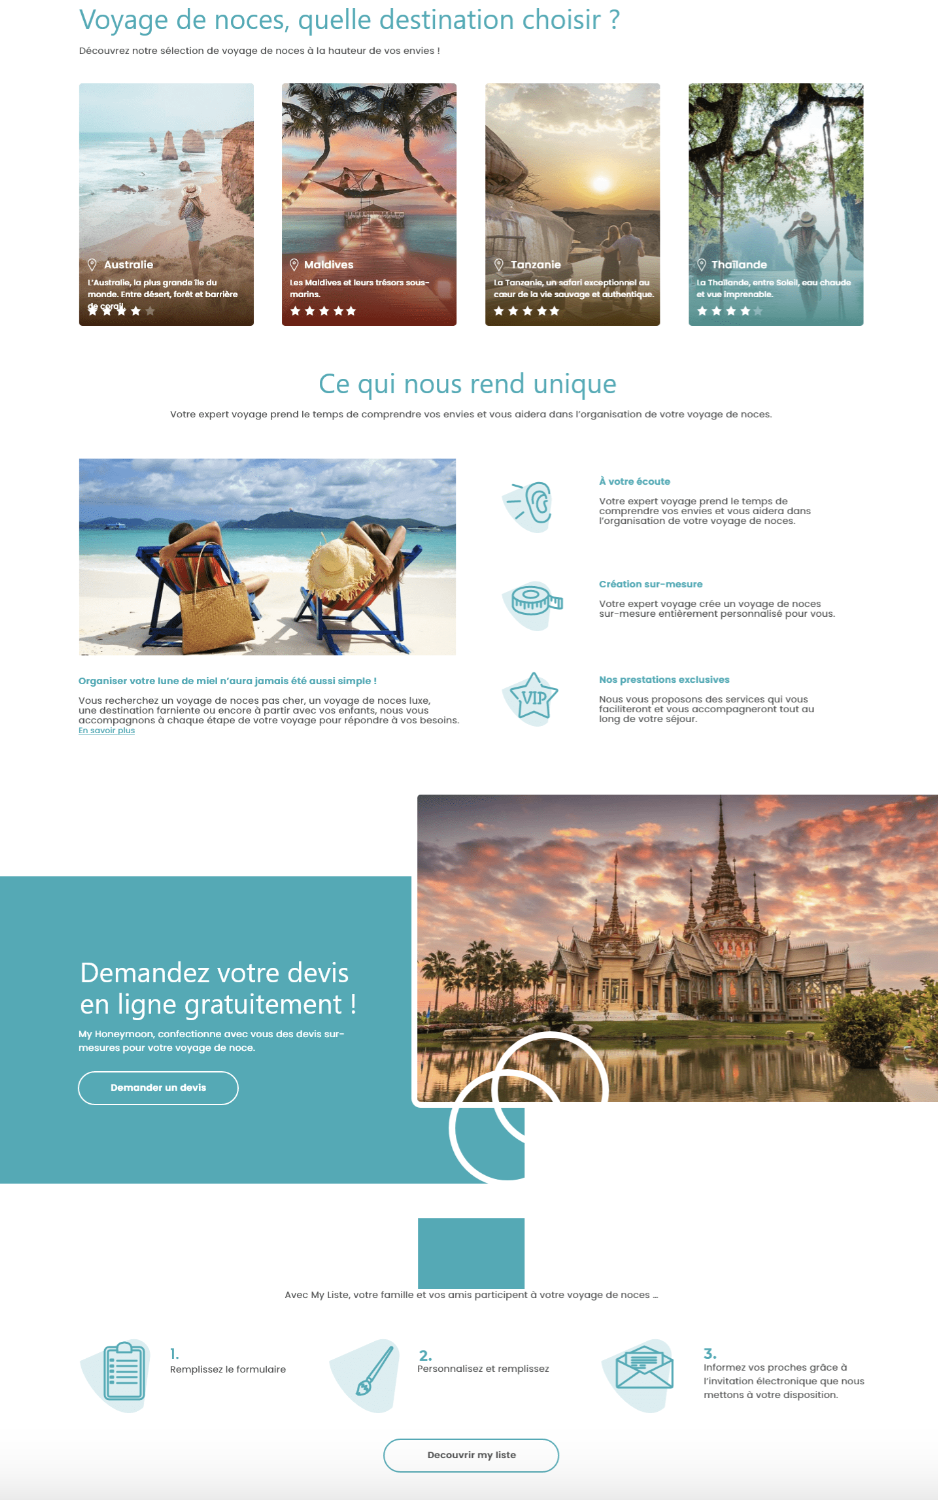 Voyage de noces, quelle destination choisir ?
Découvrez notre sélection de voyage de noces à la hauteur de vos envies !
Australie
L'Australie, la plus grande île du
monde. Entre désert, forêt et barrière
de corail.
Maldives
Les Maldives et leurs trésors sous-
marins.
Tanzanie
La Tanzanie, un safari exceptionnel au
cœur de la vie sauvage et authentique.
Thaïlande
La Thaïlande, entre Soleil, eau chaude
et vue imprenable.
Ce qui nous rend unique
Votre expert voyage prend le temps de comprendre vos envies et vous aidera dans l'organisation de votre voyage de noces.
À votre écoute
Votre expert voyage prend le temps de
comprendre vos envies et vous aidera dans
l'organisation de votre voyage de noces.
Création sur-mesure
Votre expert voyage crée un voyage de noces
sur-mesure entièrement personnalisé pour vous.
VIP
Nos prestations exclusives
Nous vous proposons des services qui vous
faciliteront et vous accompagneront tout au
long de votre séjour.
Organiser votre lune de miel n'aura jamais été aussi simple !
Vous recherchez un voyage de noces pas cher, un voyage de noces luxe,
une destination farniente ou encore à partir avec vos enfants, nous vous
accompagnons à chaque étape de votre voyage pour répondre à vos besoins.
En savoir plus
Demandez votre devis
en ligne gratuitement !
My Honeymoon, confectionne avec vous des devis sur-
mesures pour votre voyage de noce.
Demander un devis
Avec My Liste, votre famille et vos amis participent à votre voyage de noces ...
1.
Remplissez le formulaire
2.
Personnalisez et remplissez
3.
Informez vos proches grâce à
l'invitation électronique que nous
mettons à votre disposition.
Decouvrir my liste